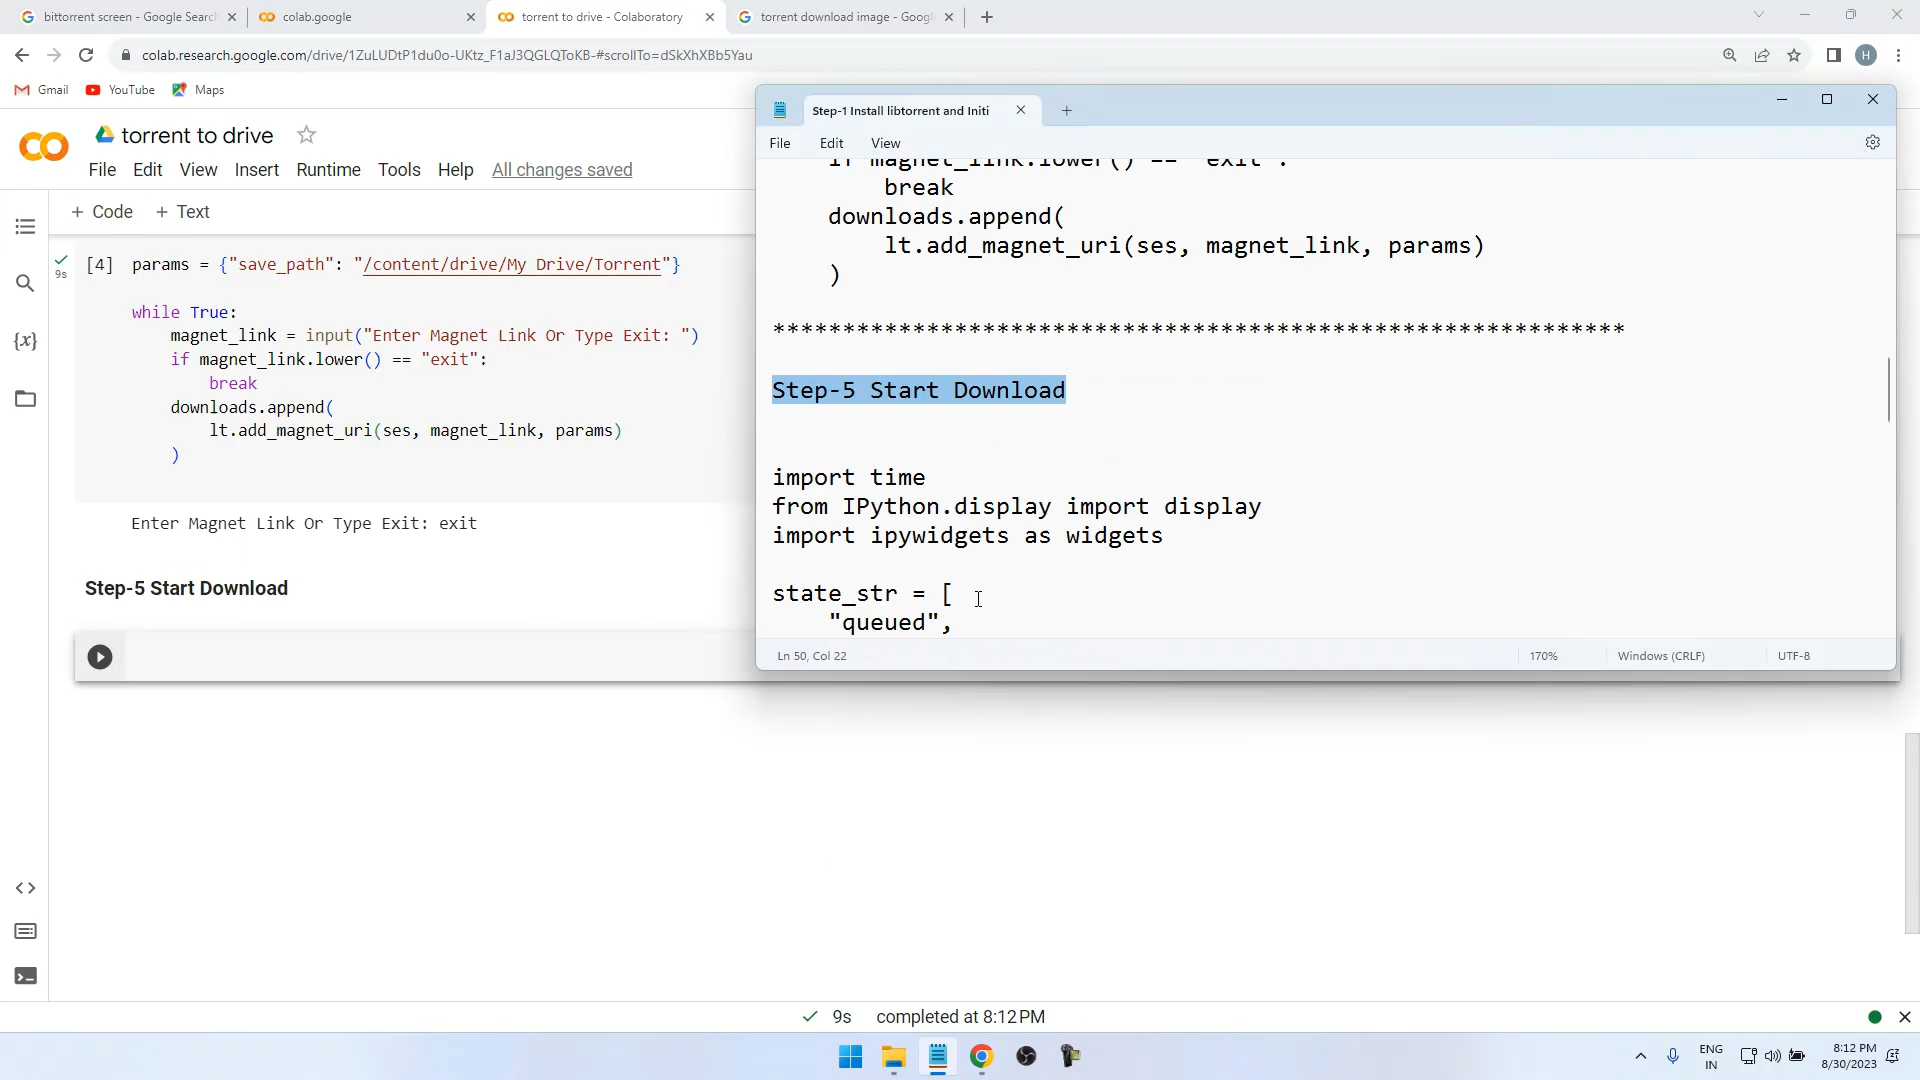 bittorrent screen - Google Searc
colab.google
torrent to drive - Colaboratory
torrent download image - Googl
colab.research.google.com/drive/1ZuLUDtP1du0o-UKtz_F1aJ3QGLQToKB-#scrollTo=dSkXhXBb5Yau
H
Gmail
YouTube
Maps
torrent to drive
File Edit View Insert Runtime Tools Help All changes saved
+ Code + Text
9s
[4] params = {"save_path": "/content/drive/My Drive/Torrent"}
while True:
magnet_link = input("Enter Magnet Link Or Type Exit: ")
if magnet_link.lower() == "exit":
break
downloads.append(
lt.add_magnet_uri(ses, magnet_link, params)
)
Enter Magnet Link Or Type Exit: exit
Step-5 Start Download
{x}
Step-1 Install libtorrent and Initi
File Edit View
if magnet_link.lower() == "exit":
break
downloads.append(
lt.add_magnet_uri(ses, magnet_link, params)
)
*************************************************************
Step-5 Start Download
import time
from IPython.display import display
import ipywidgets as widgets
state_str = [
"queued",
Ln 50, Col 22
170%
Windows (CRLF)
UTF-8
9s completed at 8:12 PM
ENG
IN
8:12 PM
8/30/2023